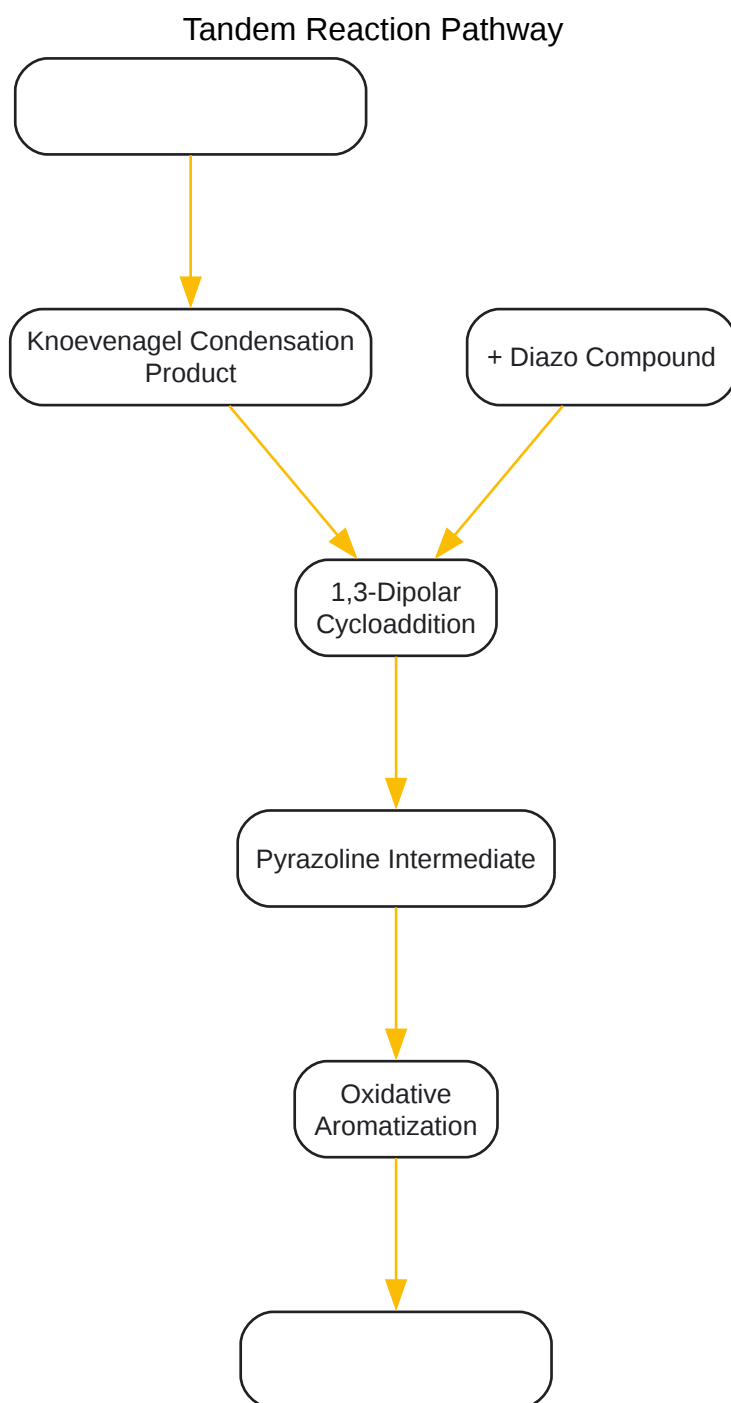 Tandem Reaction Pathway
Knoevenagel Condensation
Product
+ Diazo Compound
1,3-Dipolar
Cycloaddition
Pyrazoline Intermediate
Oxidative
Aromatization